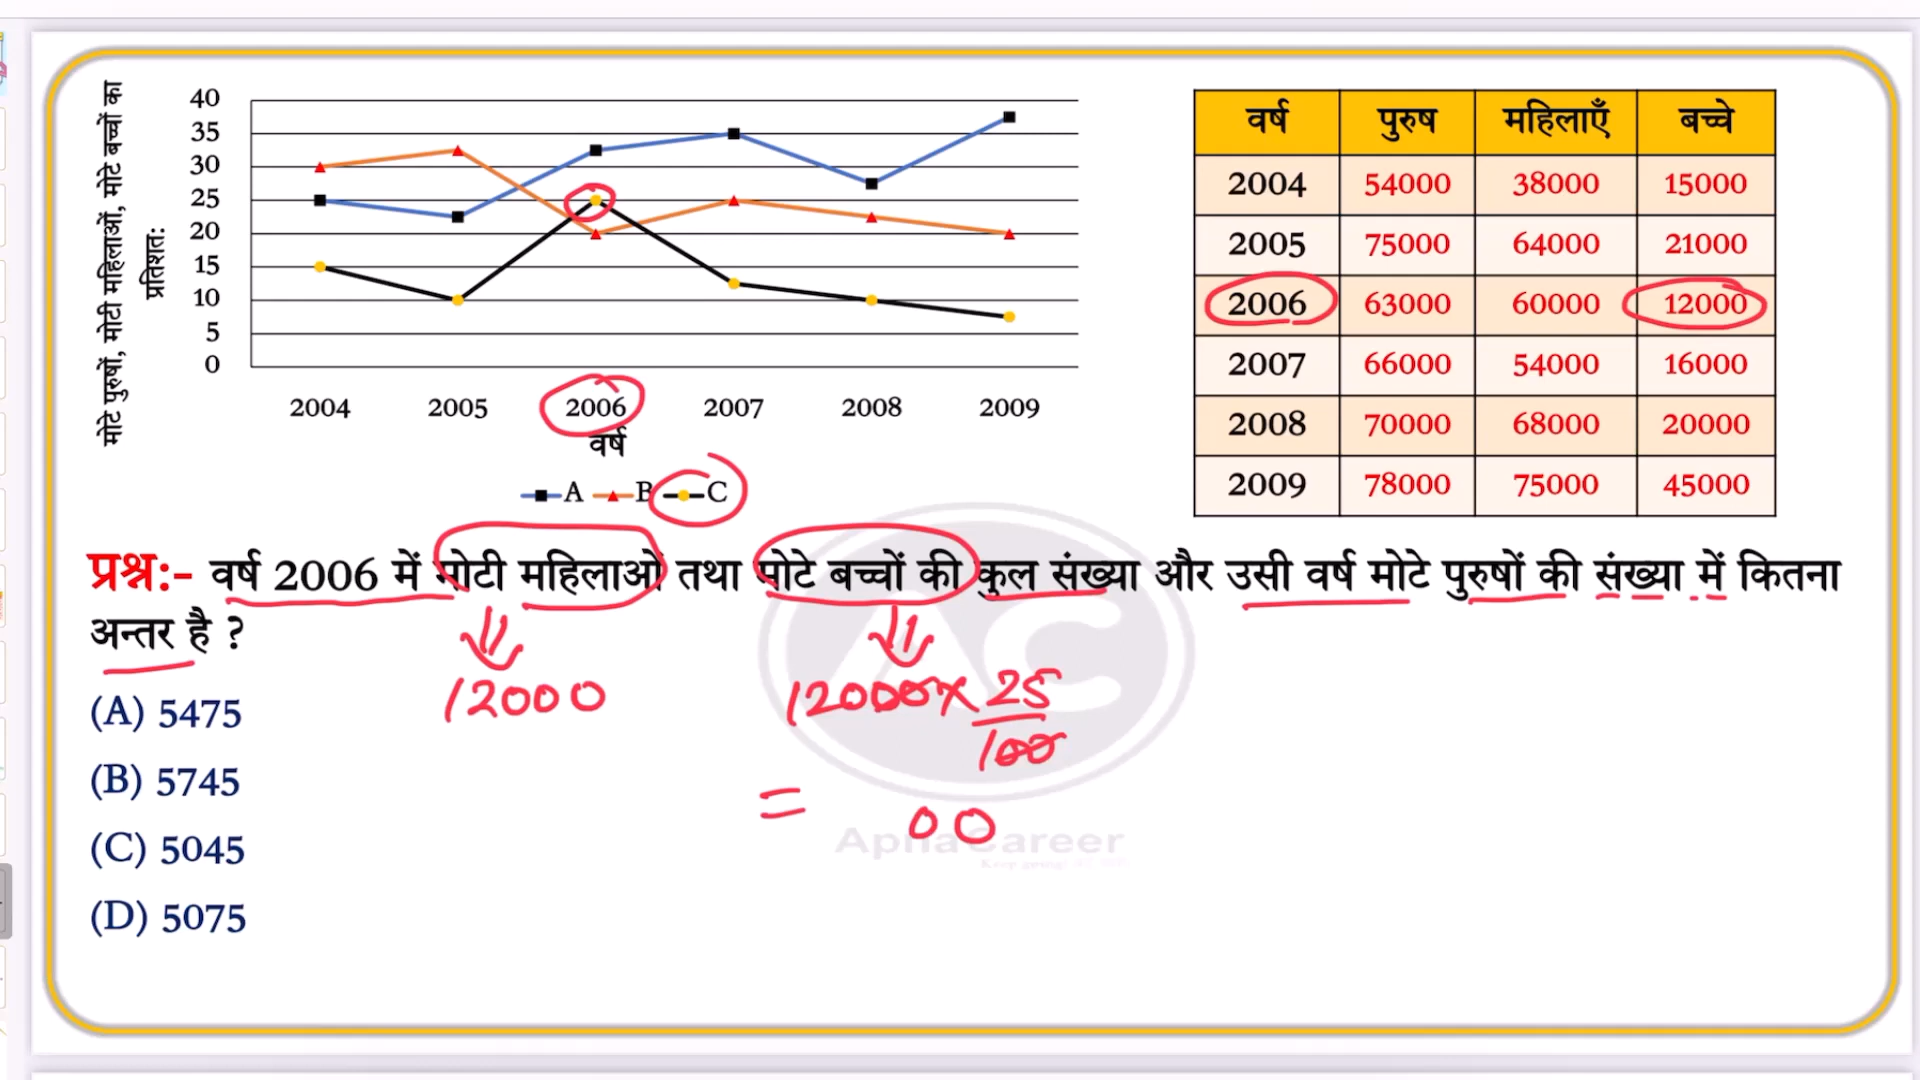 मोटे पुरुषों, मोटी महिलाओं, मोटे बच्चों का
प्रतिशत:
40
35
30
25
20
15
10
5
0
2004 2005 2006 2007 2008 2009
वर्ष
A B C
वर्ष पुरुष महिलाएँ बच्चे
2004 54000 38000 15000
2005 75000 64000 21000
2006 63000 60000 12000
2007 66000 54000 16000
2008 70000 68000 20000
2009 78000 75000 45000
प्रश्न:- वर्ष 2006 में मोटी महिलाओं तथा मोटे बच्चों की कुल संख्या और उसी वर्ष मोटे पुरुषों की संख्या में कितना
अन्तर है ?
12000
12000 × 25
100
= 00
(A) 5475
(B) 5745
(C) 5045
(D) 5075
AC
ApnaCareer